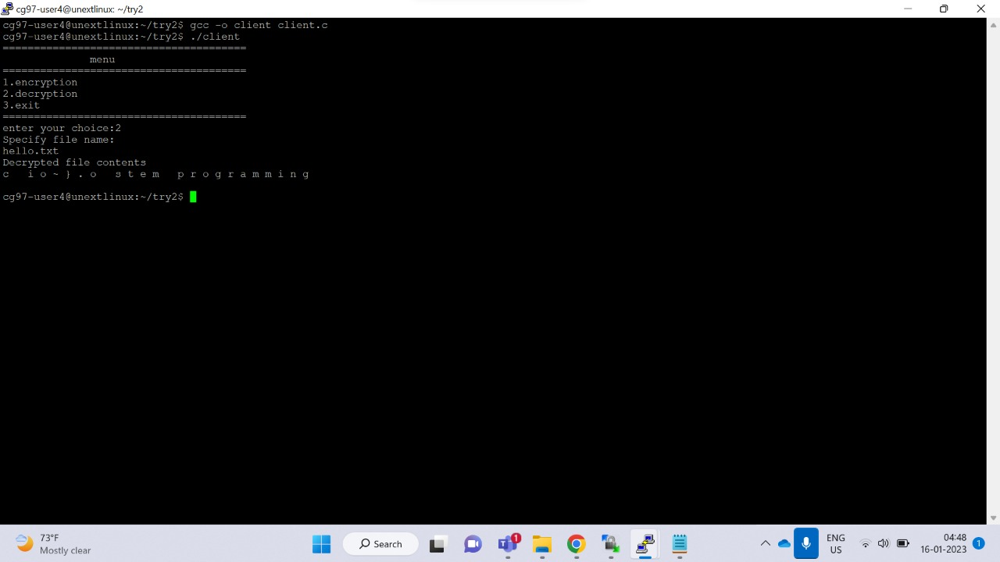 cg97-user4@unextlinux: ~/try2
cg97-user4@unextlinux:~/try2$ gcc -o client client.c
cg97-user4@unextlinux:~/try2$ ./client
=======================================
menu
=======================================
1.encryption
2.decryption
3.exit
=======================================
enter your choice:2
Specify file name:
hello.txt
Decrypted file contents
c   i o ~ } . o   s t e m   p r o g r a m m i n g
cg97-user4@unextlinux:~/try2$
73°F
Mostly clear
Search
1
ENG
US
04:48
16-01-2023
1